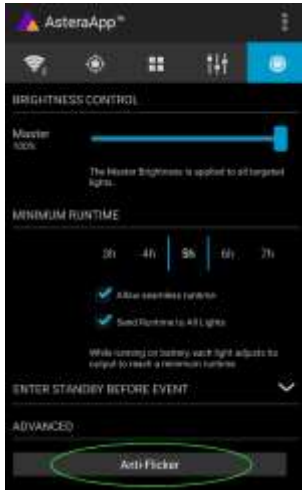 AsteraApp™
BRIGHTNESS CONTROL
Master
100%
The Master Brightness is applied to all targeted
lights.
MINIMUM RUNTIME
3h 4h 5h 6h 7h
Allow seamless runtime
Send Runtime to All Lights
While running on battery each light adjusts its
output to reach a minimum runtime
ENTER STANDBY BEFORE EVENT
ADVANCED
Anti-Flicker